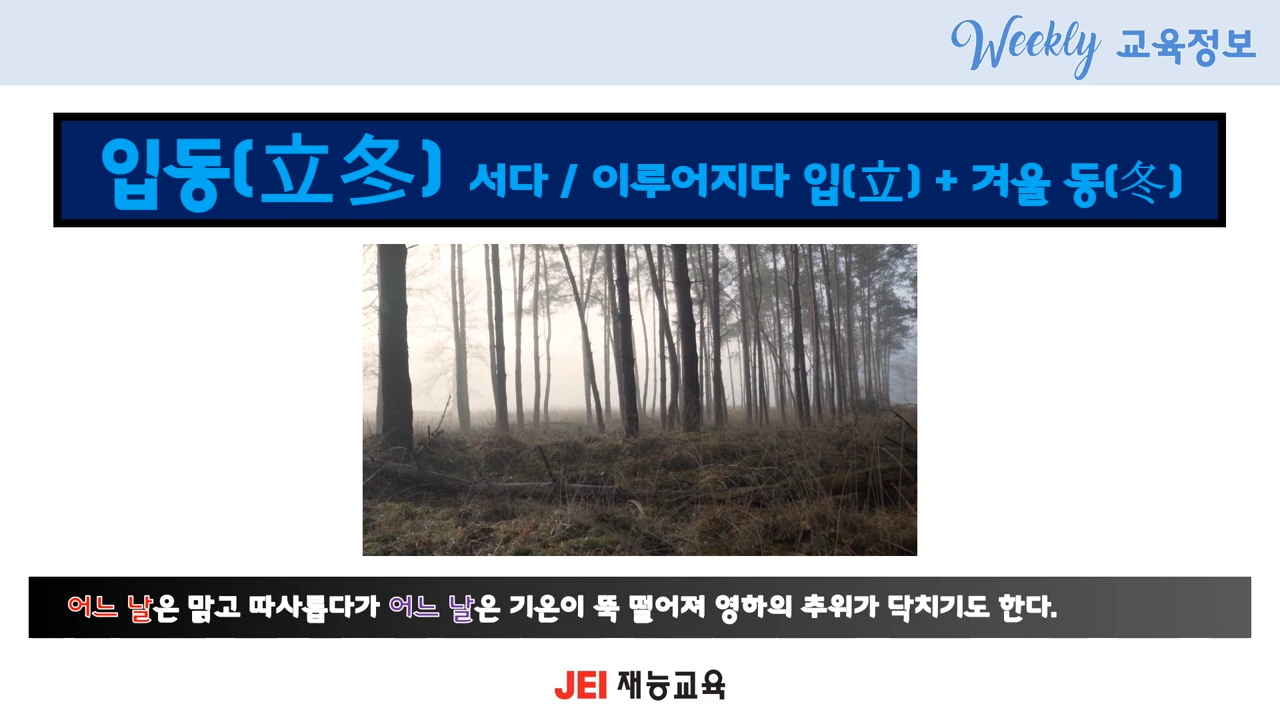 Weekly 교육정보
입동(立冬) 서다 / 이루어지다 입(立) + 겨울 동(冬)
어느 날은 맑고 따사롭다가 어느 날은 기온이 뚝 떨어져 영하의 추위가 닥치기도 한다.
JEI 재능교육